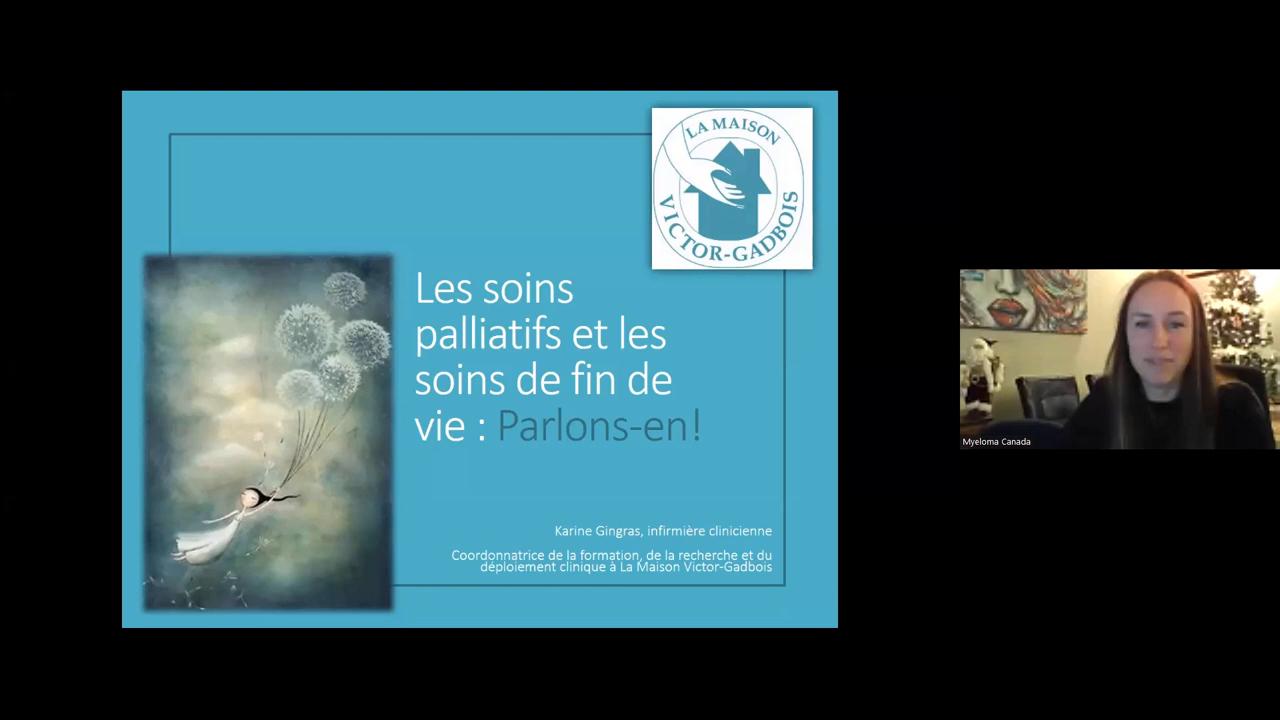 LA MAISON
VICTOR-GADBOIS
Les soins
palliatifs et les
soins de fin de
vie : Parlons-en!
Karine Gingras, infirmière clinicienne
Coordonnatrice de la formation, de la recherche et du
déploiement clinique à La Maison Victor-Gadbois
Myeloma Canada